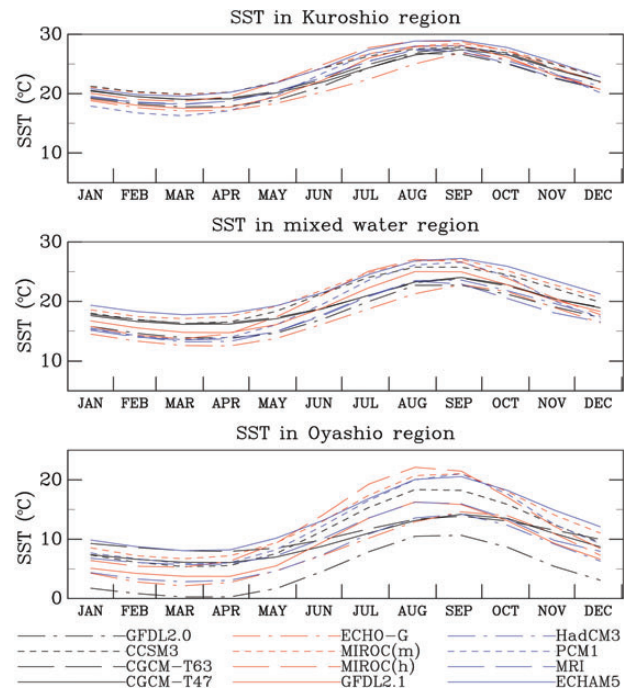 SST in Kuroshio region
30
20
10
SST (°C)
JAN FEB MAR APR MAY JUN JUL AUG SEP OCT NOV DEC
SST in mixed water region
30
20
10
SST (°C)
JAN FEB MAR APR MAY JUN JUL AUG SEP OCT NOV DEC
SST in Oyashio region
20
10
0
SST (°C)
JAN FEB MAR APR MAY JUN JUL AUG SEP OCT NOV DEC
GFDL2.0 ECHO-G HadCM3
CCSM3 MIROC(m) PCM1
CGCM-T63 MIROC(h) MRI
CGCM-T47 GFDL2.1 ECHAM5